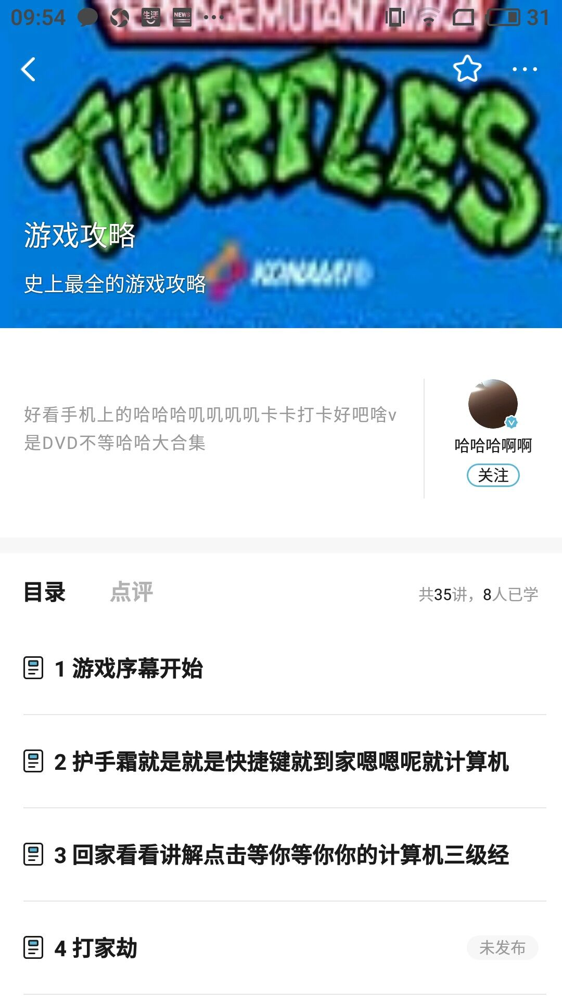 09:54
生活
NEWS
31
TEENAGE MUTANT NINJA
TURTLES
游戏攻略
KONAMI®
史上最全的游戏攻略
好看手机上的哈哈哈叽叽叽叽卡卡打卡好吧啥v
是DVD不等哈哈大合集
哈哈哈啊啊
关注
目录
点评
共35讲，8人已学
1 游戏序幕开始
2 护手霜就是就是快捷键就到家嗯嗯呢就计算机
3 回家看看讲解点击等你等你你的计算机三级经
4 打家劫
未发布